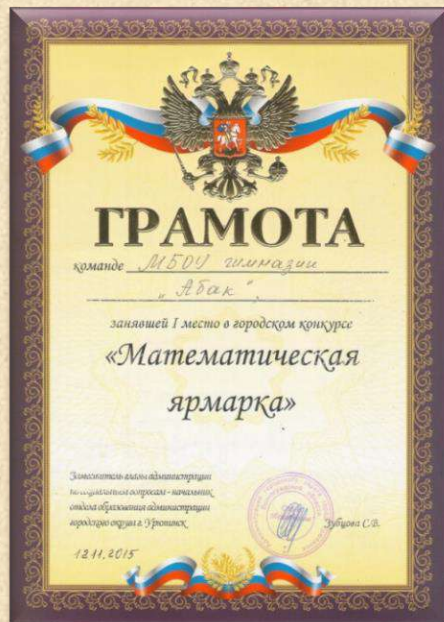 ГРАМОТА
команде МБОУ гимназии
"Абак",
занявшей I место в городском конкурсе
«Математическая
ярмарка»
Заместитель главы администрации
по социальным вопросам - начальник
отдела образования администрации
городского округа г. Урюпинск
Зубцова С.В.
12.11.2015